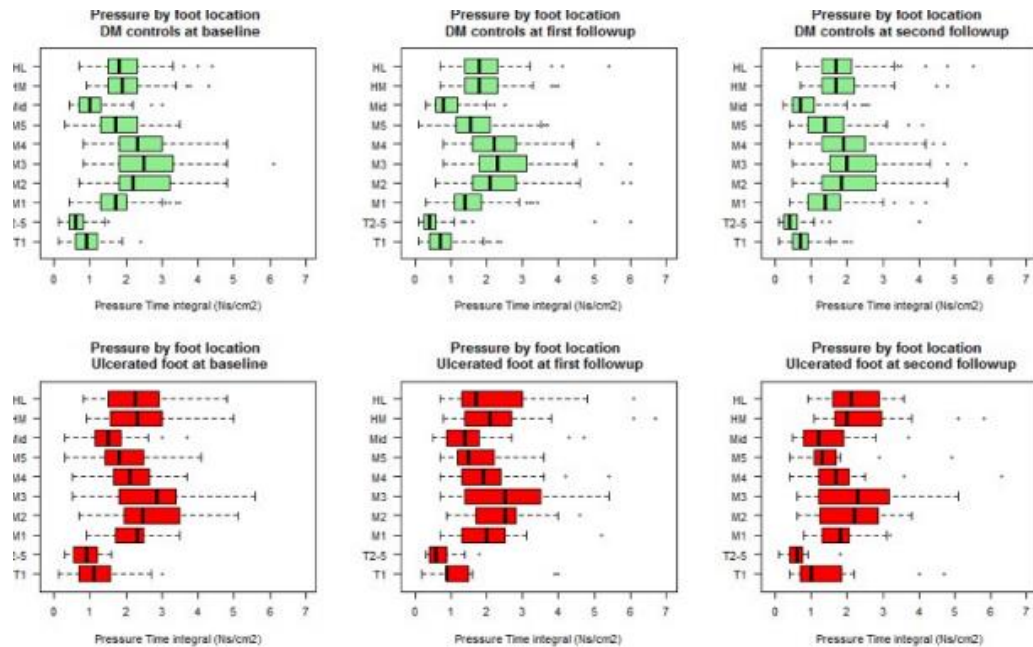 Pressure by foot location
DM controls at baseline
HL
HM
Mid
M5
M4
M3
M2
M1
2-5
T1
0 1 2 3 4 5 6 7
Pressure Time integral (Ns/cm2)
Pressure by foot location
DM controls at first followup
HL
HM
Mid
M5
M4
M3
M2
M1
T2-5
T1
0 1 2 3 4 5 6 7
Pressure Time integral (Ns/cm2)
Pressure by foot location
DM controls at second followup
HL
HM
Mid
M5
M4
M3
M2
M1
T2-5
T1
0 1 2 3 4 5 6 7
Pressure Time integral (Ns/cm2)
Pressure by foot location
Ulcerated foot at baseline
HL
HM
Mid
M5
M4
M3
M2
M1
2-5
T1
0 1 2 3 4 5 6 7
Pressure Time integral (Ns/cm2)
Pressure by foot location
Ulcerated foot at first followup
HL
HM
Mid
M5
M4
M3
M2
M1
T2-5
T1
0 1 2 3 4 5 6 7
Pressure Time integral (Ns/cm2)
Pressure by foot location
Ulcerated foot at second followup
HL
HM
Mid
M5
M4
M3
M2
M1
T2-5
T1
0 1 2 3 4 5 6 7
Pressure Time integral (Ns/cm2)